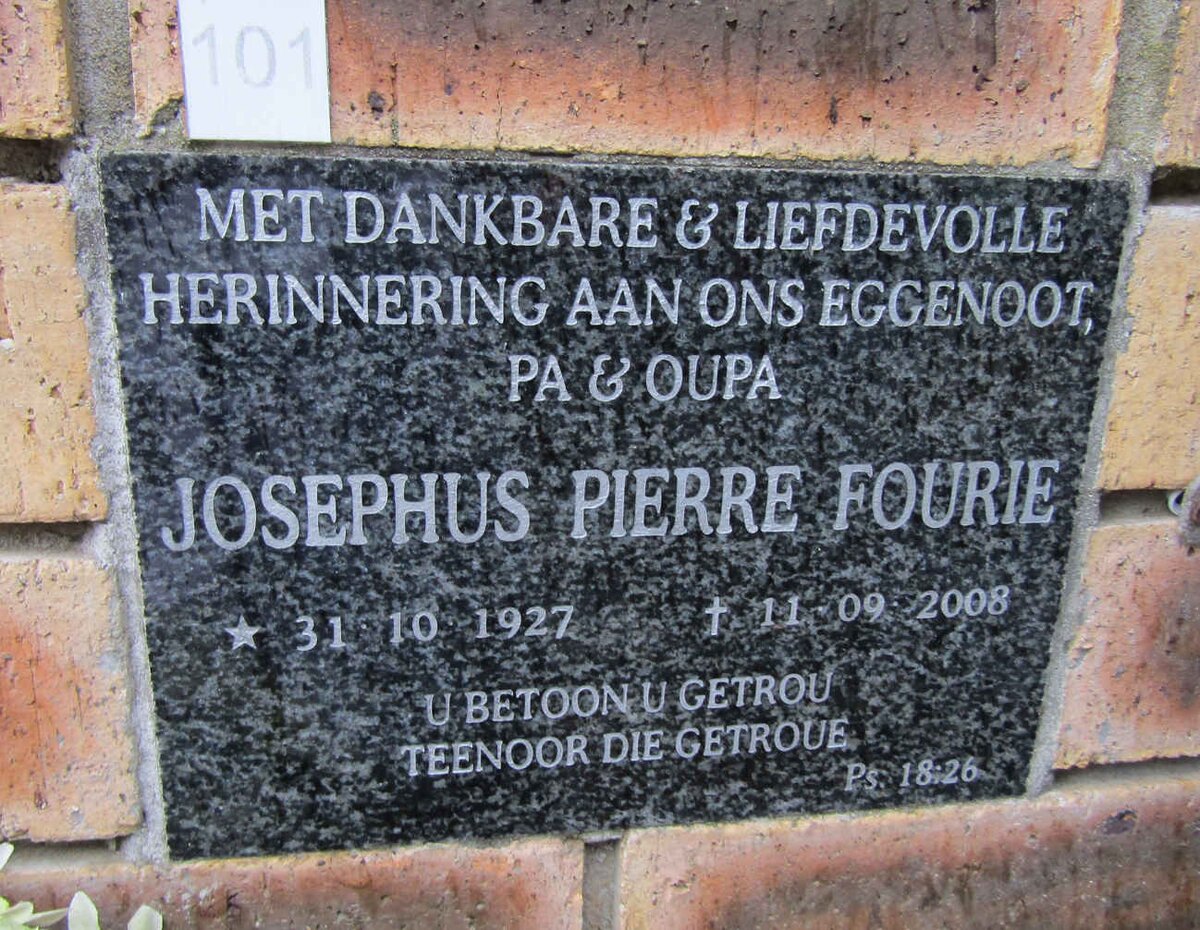 101
MET DANKBARE & LIEFDEVOLLE
HERINNERING AAN ONS EGGENOOT,
PA & OUPA
JOSEPHUS PIERRE FOURIE
★ 31·10·1927 † 11·09·2008
U BETOON U GETROU
TEENOOR DIE GETROUE
Ps. 18:26